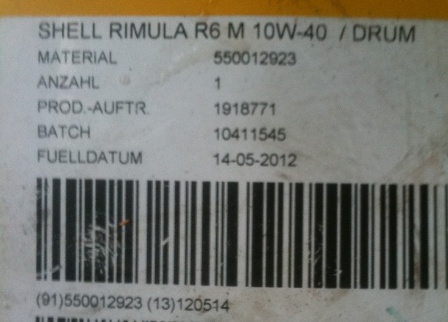 SHELL RIMULA R6 M 10W-40 / DRUM
MATERIAL 550012923
ANZAHL 1
PROD.-AUFTR. 1918771
BATCH 10411545
FUELLDATUM 14-05-2012
(91)550012923 (13)120514